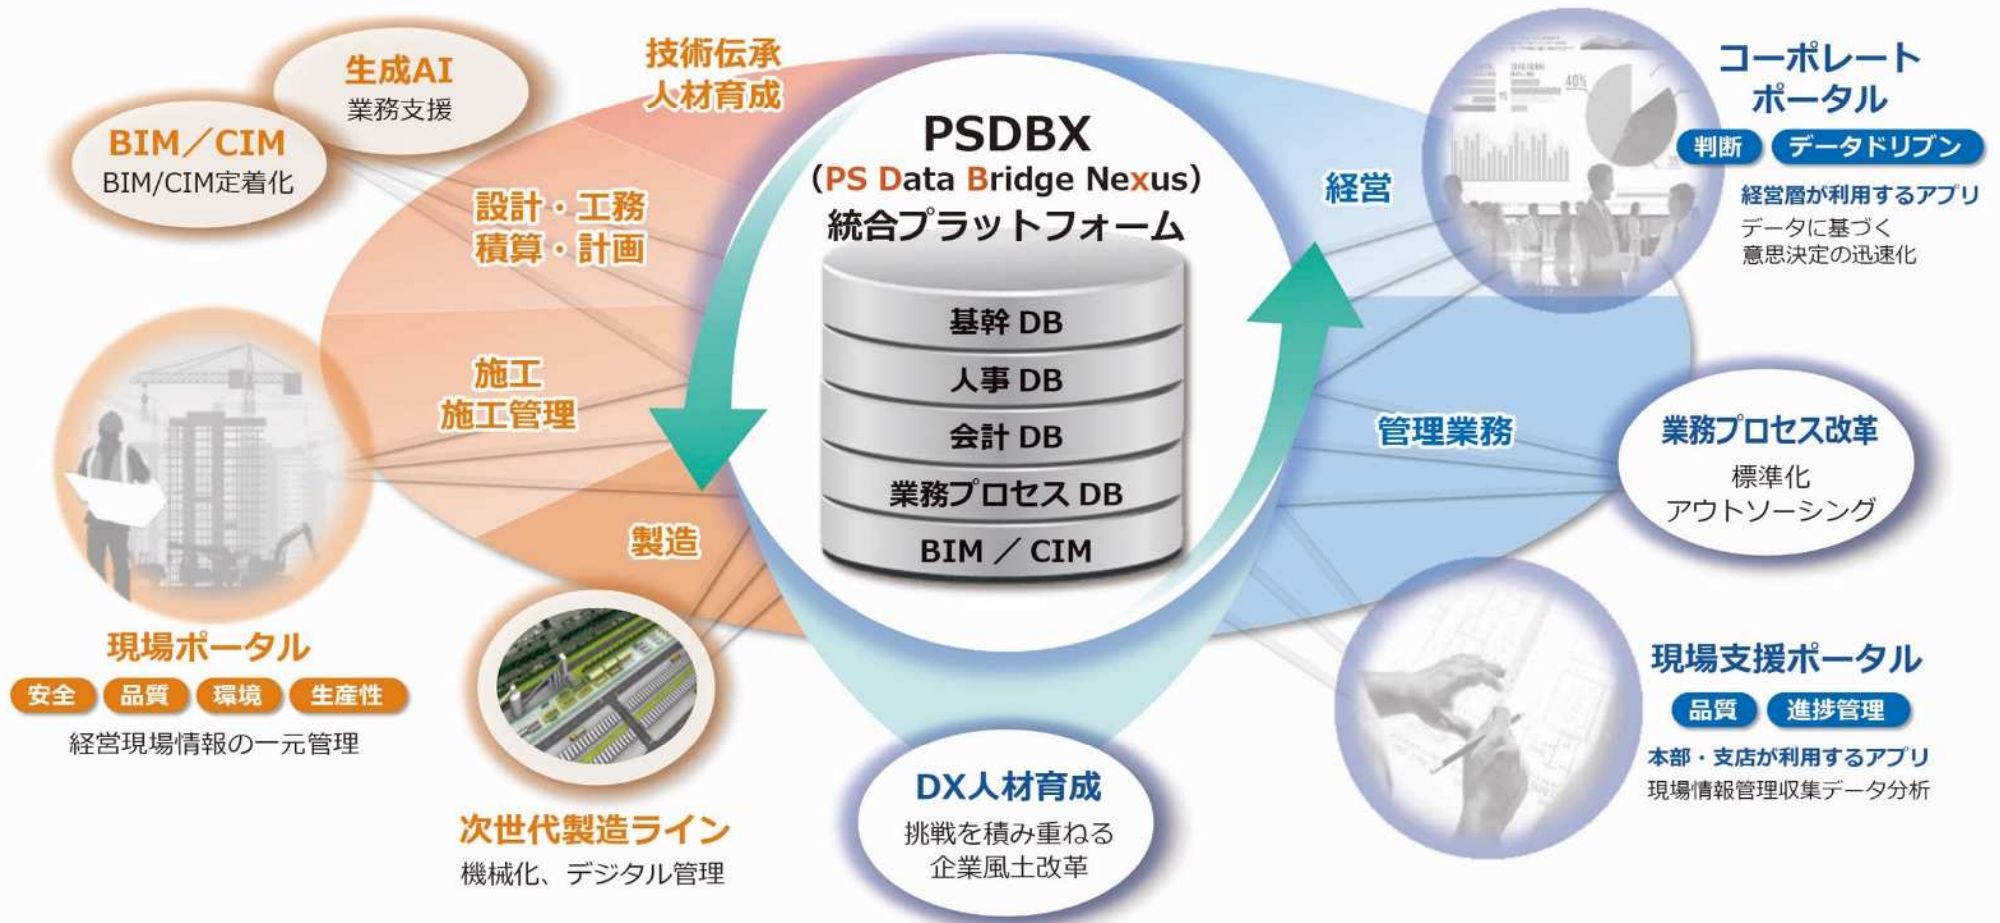 生成AI
業務支援
BIM／CIM
BIM/CIM定着化
技術伝承
人材育成
設計・工務
積算・計画
施工
施工管理
製造
現場ポータル
安全 品質 環境 生産性
経営現場情報の一元管理
次世代製造ライン
機械化、デジタル管理
PSDBX
（PS Data Bridge Nexus）
統合プラットフォーム
基幹 DB
人事 DB
会計 DB
業務プロセス DB
BIM ／ CIM
DX人材育成
挑戦を積み重ねる
企業風土改革
経営
管理業務
40%
コーポレート
ポータル
判断 データドリブン
経営層が利用するアプリ
データに基づく
意思決定の迅速化
業務プロセス改革
標準化
アウトソーシング
現場支援ポータル
品質 進捗管理
本部・支店が利用するアプリ
現場情報管理収集データ分析